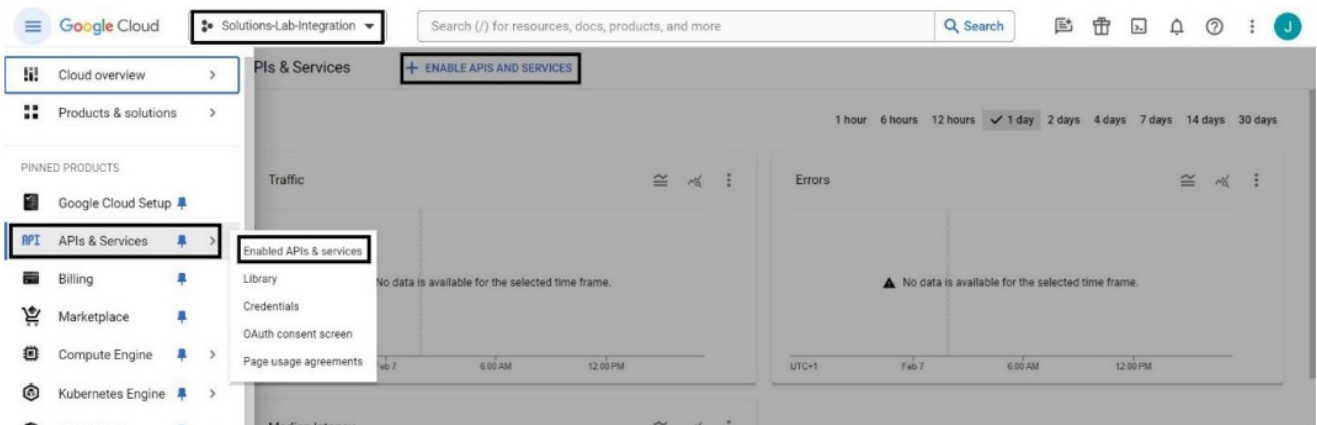 Google Cloud
Solutions-Lab-Integration
Search (/) for resources, docs, products, and more
Search
J
Cloud overview
Products & solutions
PINNED PRODUCTS
Google Cloud Setup
API APIs & Services
Billing
Marketplace
Compute Engine
Kubernetes Engine
Enabled APIs & services
Library
Credentials
OAuth consent screen
Page usage agreements
PIs & Services
+ ENABLE APIS AND SERVICES
1 hour 6 hours 12 hours 1 day 2 days 4 days 7 days 14 days 30 days
Traffic
No data is available for the selected time frame.
Feb 7 6:00 AM 12:00 PM
Errors
No data is available for the selected time frame.
UTC+1 Feb 7 6:00 AM 12:00 PM